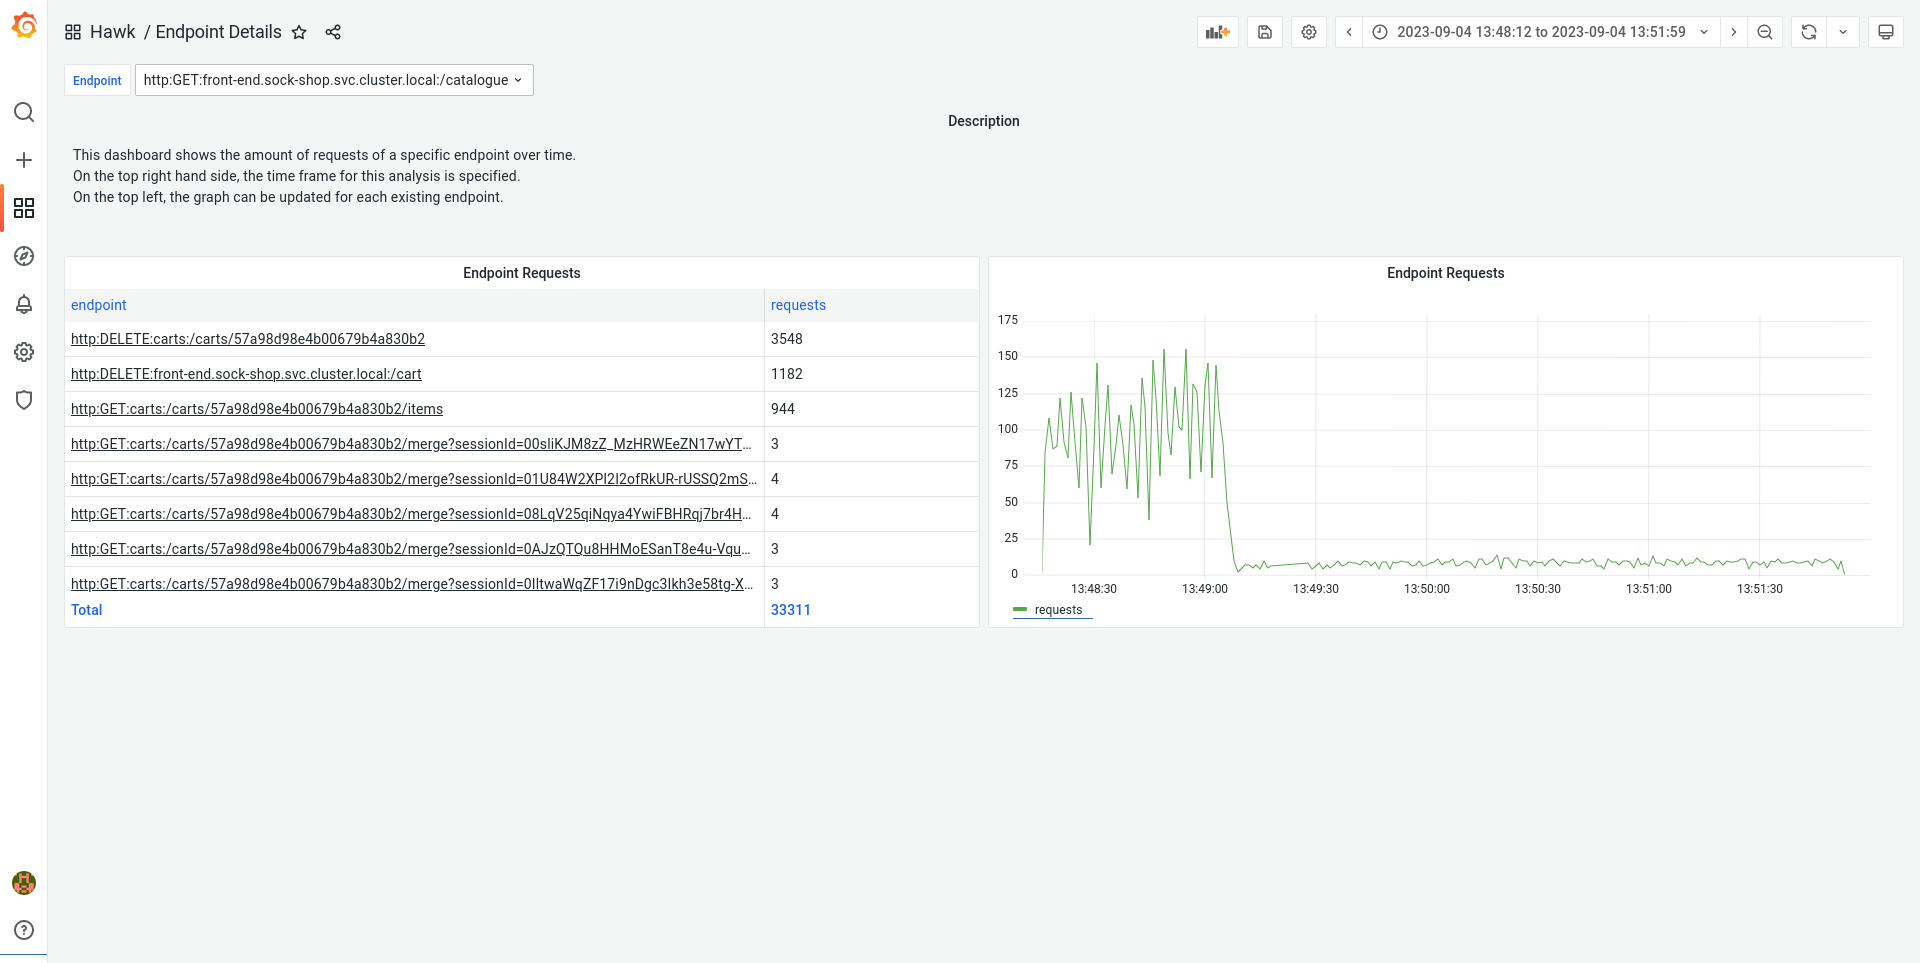 Hawk / Endpoint Details
2023-09-04 13:48:12 to 2023-09-04 13:51:59
Endpoint
http:GET:front-end.sock-shop.svc.cluster.local:/catalogue
Description
This dashboard shows the amount of requests of a specific endpoint over time.
On the top right hand side, the time frame for this analysis is specified.
On the top left, the graph can be updated for each existing endpoint.
Endpoint Requests
endpoint requests
http:DELETE:carts:/carts/57a98d98e4b00679b4a830b2 3548
http:DELETE:front-end.sock-shop.svc.cluster.local:/cart 1182
http:GET:carts:/carts/57a98d98e4b00679b4a830b2/items 944
http:GET:carts:/carts/57a98d98e4b00679b4a830b2/merge?sessionId=00sliKJM8zZ_MzHRWEeZN17wYT... 3
http:GET:carts:/carts/57a98d98e4b00679b4a830b2/merge?sessionId=01U84W2XPI2I2ofRkUR-rUSSQ2mS... 4
http:GET:carts:/carts/57a98d98e4b00679b4a830b2/merge?sessionId=08LqV25qiNqya4YwiFBHRqj7br4H... 4
http:GET:carts:/carts/57a98d98e4b00679b4a830b2/merge?sessionId=0AJzQTQu8HHMoESanT8e4u-Vqu... 3
http:GET:carts:/carts/57a98d98e4b00679b4a830b2/merge?sessionId=0IltwaWqZF17i9nDgc3lkh3e58tg-X... 3
Total 33311
Endpoint Requests
175
150
125
100
75
50
25
0
13:48:30 13:49:00 13:49:30 13:50:00 13:50:30 13:51:00 13:51:30
requests